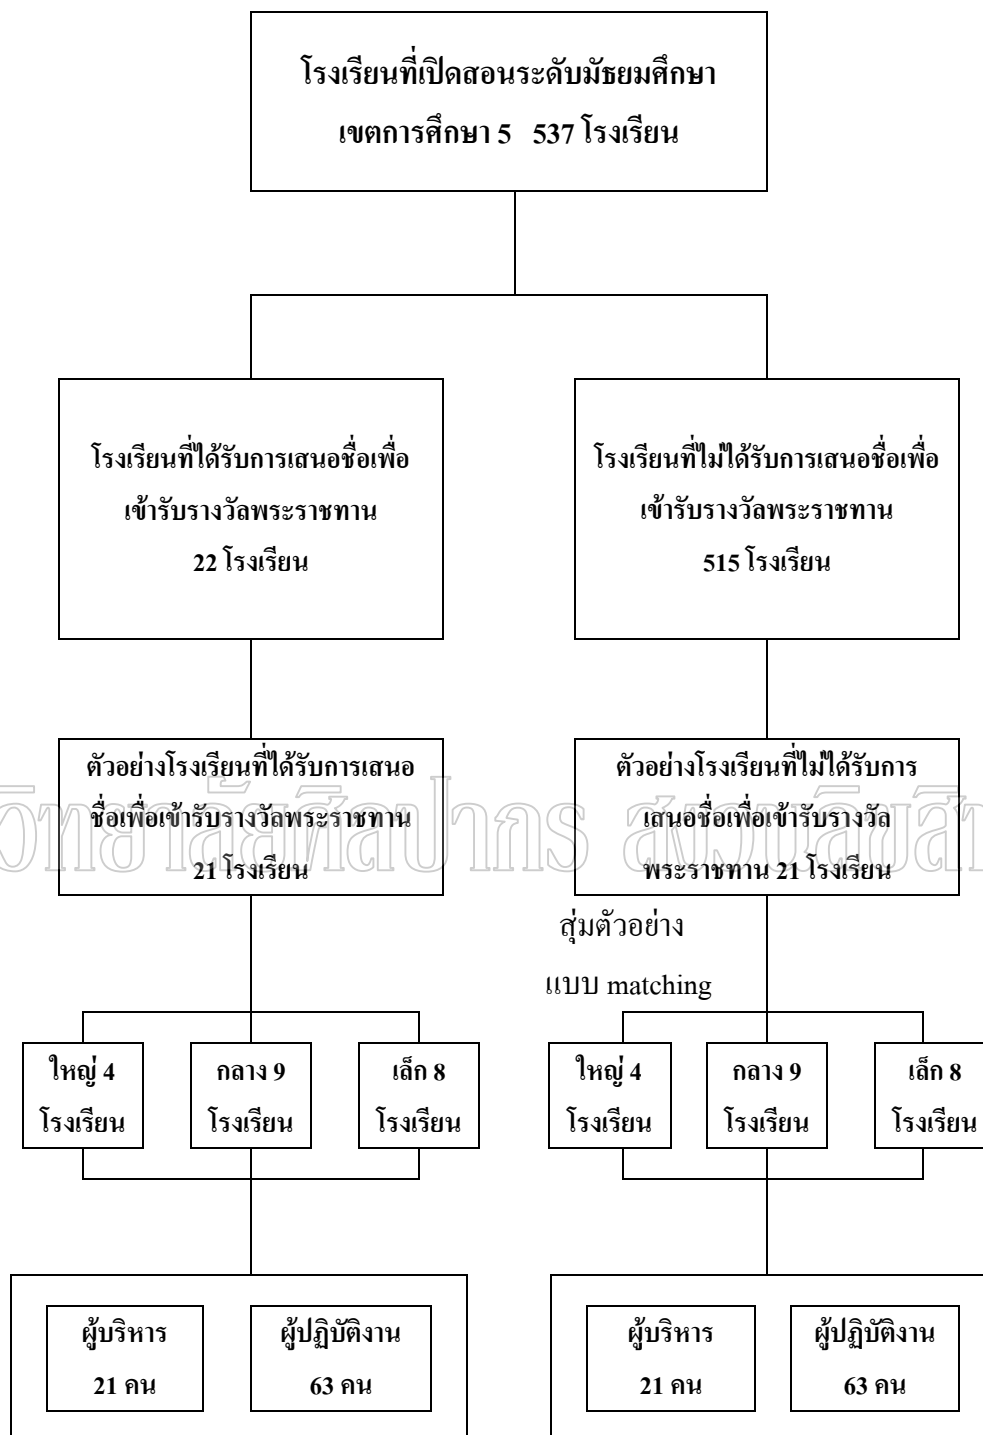 โรงเรียนที่เปิดสอนระดับมัธยมศึกษา
เขตการศึกษา 5 537 โรงเรียน
โรงเรียนที่ได้รับการเสนอชื่อเพื่อ
เข้ารับรางวัลพระราชทาน
22 โรงเรียน
โรงเรียนที่ไม่ได้รับการเสนอชื่อเพื่อ
เข้ารับรางวัลพระราชทาน
515 โรงเรียน
ตัวอย่างโรงเรียนที่ได้รับการเสนอ
ชื่อเพื่อเข้ารับรางวัลพระราชทาน
21 โรงเรียน
ตัวอย่างโรงเรียนที่ไม่ได้รับการ
เสนอชื่อเพื่อเข้ารับรางวัล
พระราชทาน 21 โรงเรียน
สุ่มตัวอย่าง
แบบ matching
ใหญ่ 4
โรงเรียน
กลาง 9
โรงเรียน
เล็ก 8
โรงเรียน
ใหญ่ 4
โรงเรียน
กลาง 9
โรงเรียน
เล็ก 8
โรงเรียน
ผู้บริหาร
21 คน
ผู้ปฏิบัติงาน
63 คน
ผู้บริหาร
21 คน
ผู้ปฏิบัติงาน
63 คน